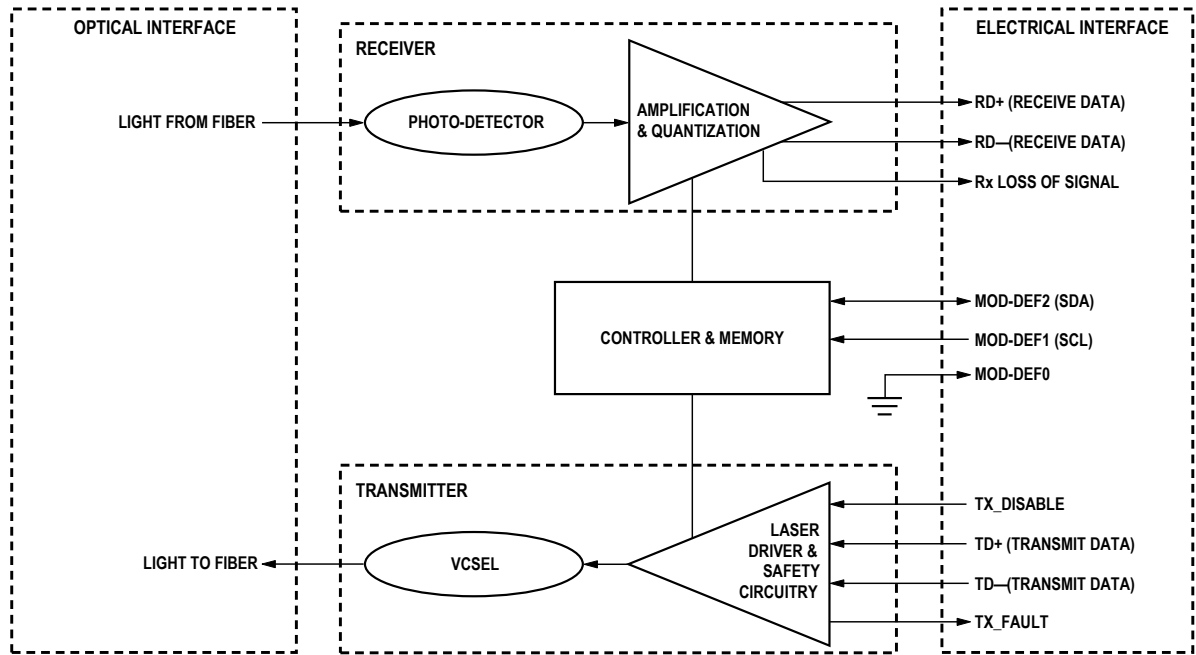 OPTICAL INTERFACE
LIGHT FROM FIBER
LIGHT TO FIBER
RECEIVER
PHOTO-DETECTOR
AMPLIFICATION
& QUANTIZATION
CONTROLLER & MEMORY
TRANSMITTER
VCSEL
LASER
DRIVER &
SAFETY
CIRCUITRY
ELECTRICAL INTERFACE
RD+ (RECEIVE DATA)
RD—(RECEIVE DATA)
Rx LOSS OF SIGNAL
MOD-DEF2 (SDA)
MOD-DEF1 (SCL)
MOD-DEF0
TX_DISABLE
TD+ (TRANSMIT DATA)
TD—(TRANSMIT DATA)
TX_FAULT